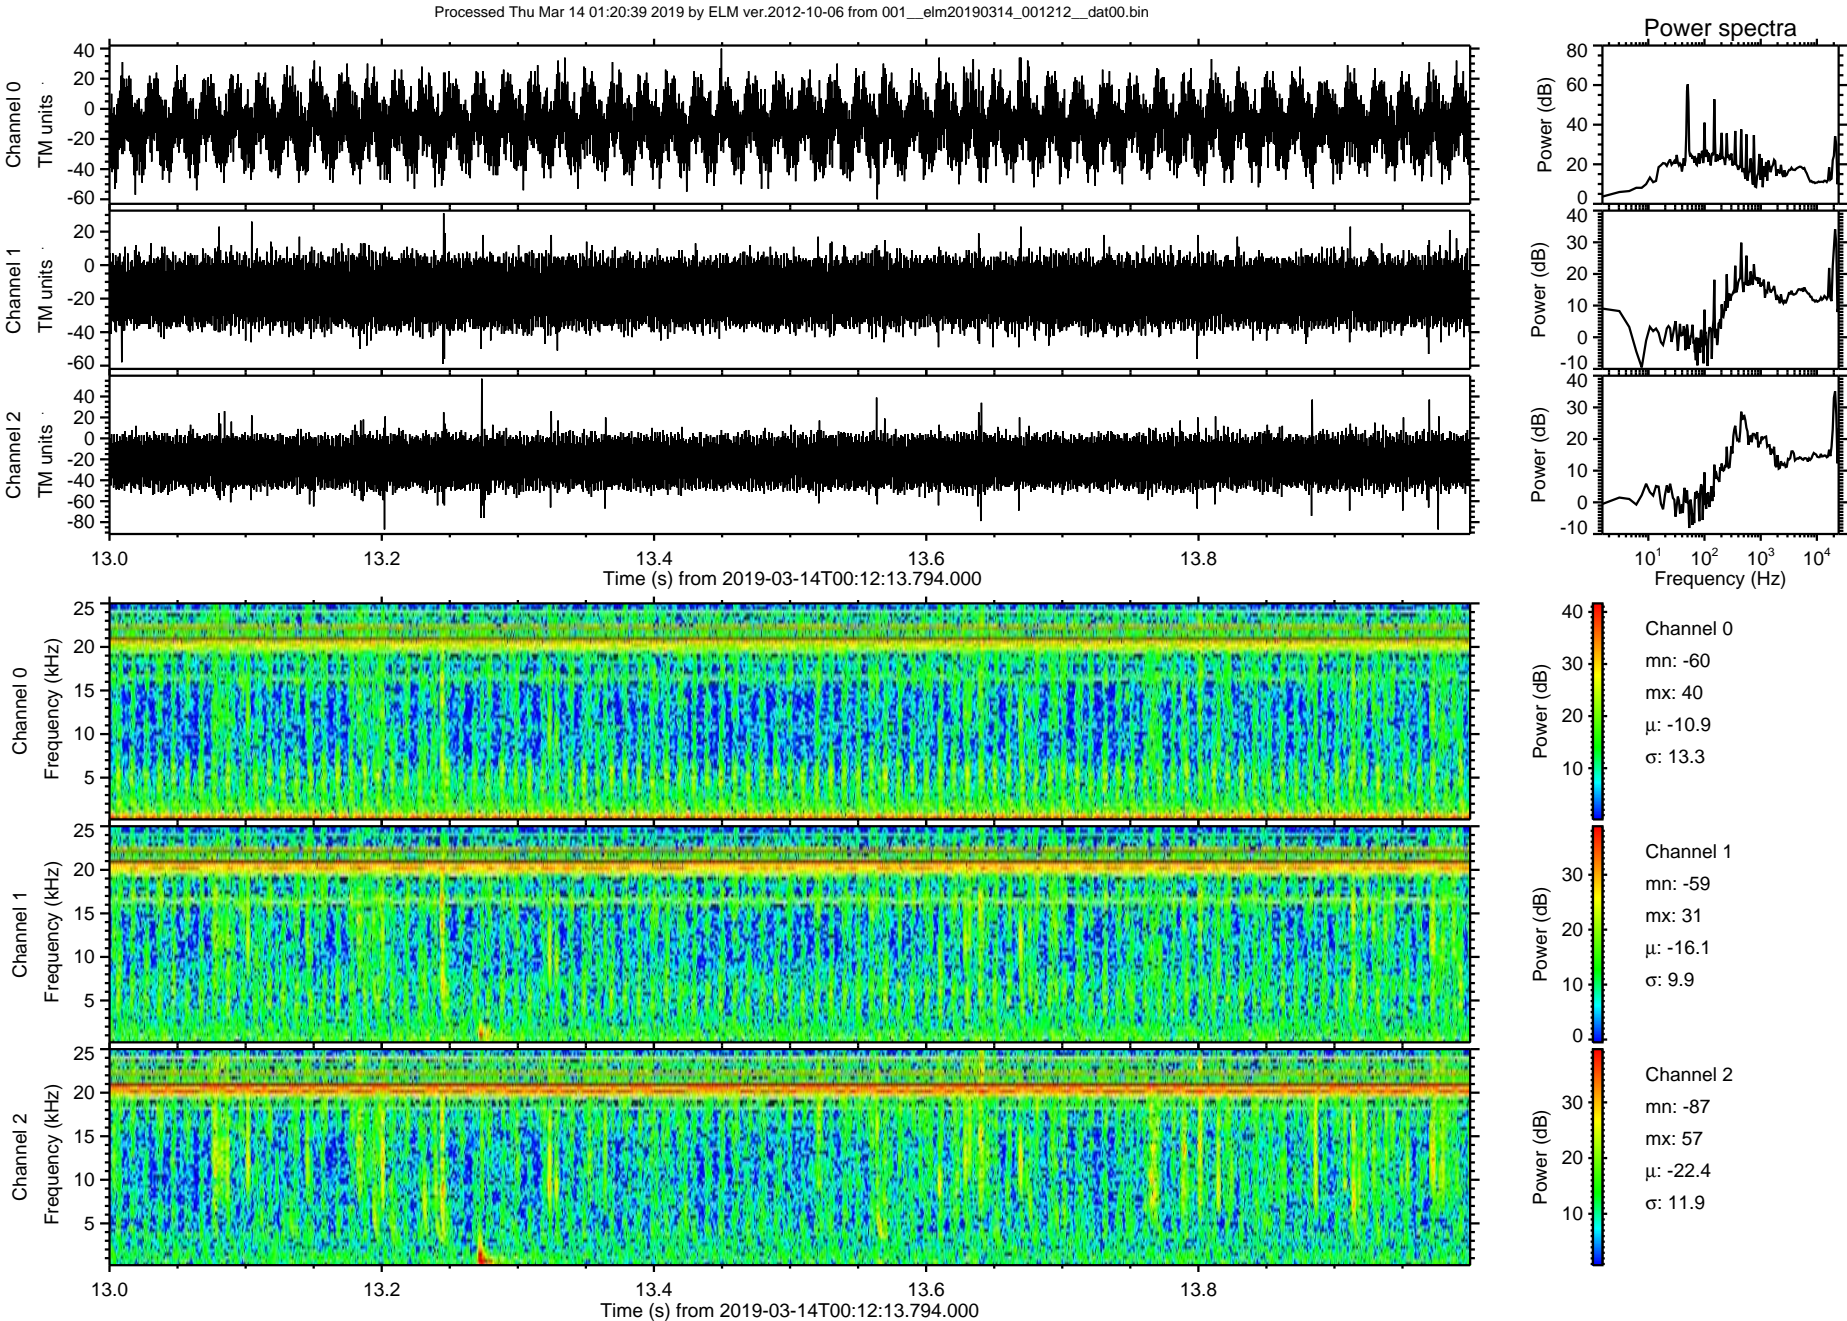 Processed Thu Mar 14 01:20:39 2019 by ELM ver.2012-10-06 from 001__elm20190314_001212__dat00.bin
Power spectra
Channel 0
TM units
40
20
0
-20
-40
-60
Power (dB)
80
60
40
20
0
Channel 1
TM units
20
0
-20
-40
-60
Power (dB)
40
30
20
10
0
-10
Channel 2
TM units
40
20
0
-20
-40
-60
-80
Power (dB)
40
30
20
10
0
-10
13.0 13.2 13.4 13.6 13.8
Time (s) from 2019-03-14T00:12:13.794.000
10¹ 10² 10³ 10⁴
Frequency (Hz)
Channel 0
Frequency (kHz)
25
20
15
10
5
Power (dB)
40
30
20
10
Channel 0
mn: -60
mx: 40
μ: -10.9
σ: 13.3
Channel 1
Frequency (kHz)
25
20
15
10
5
Power (dB)
30
20
10
0
Channel 1
mn: -59
mx: 31
μ: -16.1
σ: 9.9
Channel 2
Frequency (kHz)
25
20
15
10
5
Power (dB)
30
20
10
Channel 2
mn: -87
mx: 57
μ: -22.4
σ: 11.9
13.0 13.2 13.4 13.6 13.8
Time (s) from 2019-03-14T00:12:13.794.000